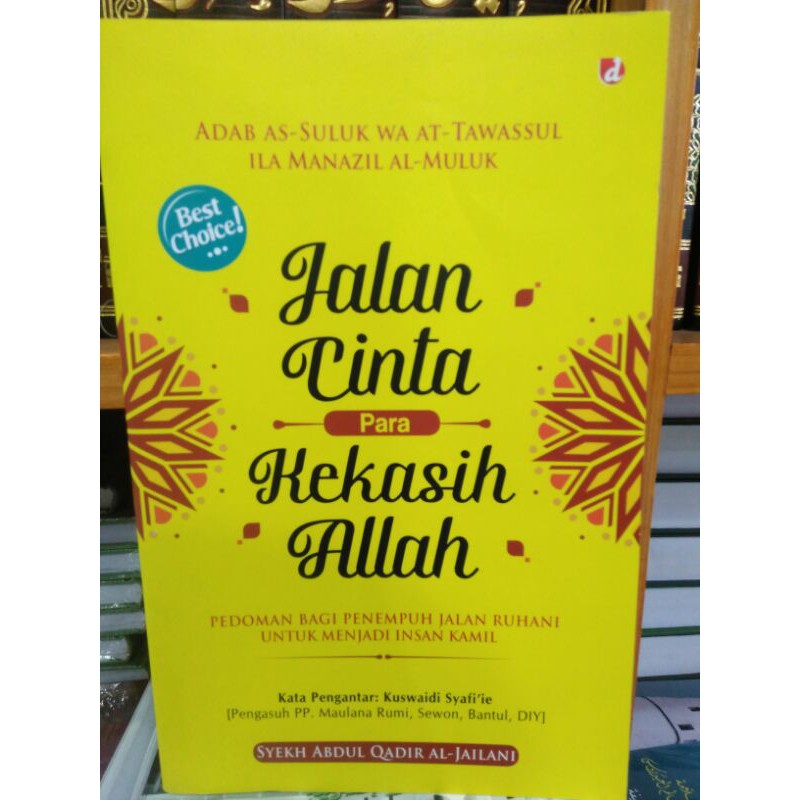 d
ADAB AS-SULUK WA AT-TAWASSUL
ILA MANAZIL AL-MULUK
Best
Choice!
Jalan
Cinta
Para
Kekasih
Allah
PEDOMAN BAGI PENEMPUH JALAN RUHANI
UNTUK MENJADI INSAN KAMIL
Kata Pengantar: Kuswaidi Syafi'ie
[Pengasuh PP. Maulana Rumi, Sewon, Bantul, DIY]
SYEKH ABDUL QADIR AL-JAILANI